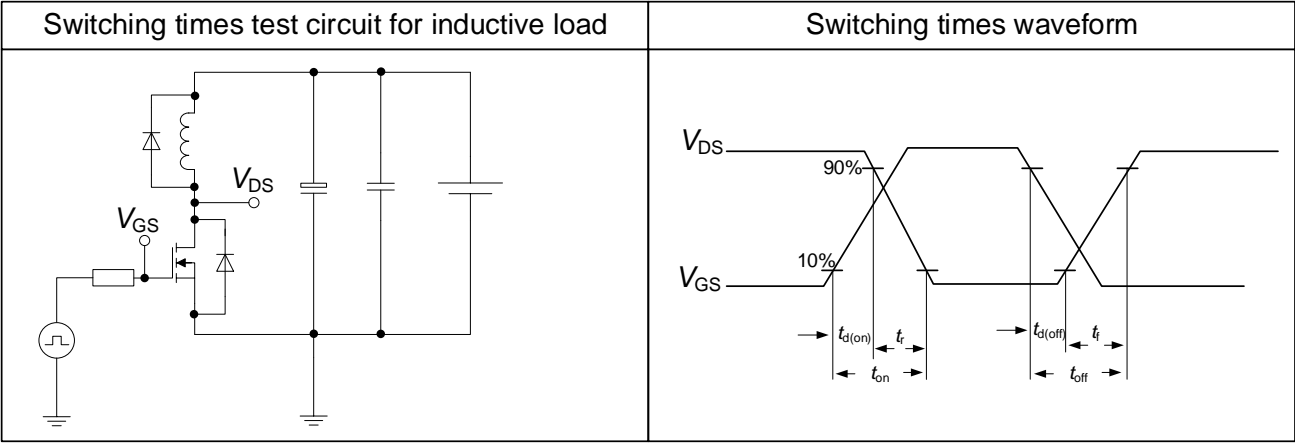 Switching times test circuit for inductive load
Switching times waveform
VDS
VGS
VDS
90%
10%
VGS
td(on)
tr
ton
td(off)
tf
toff